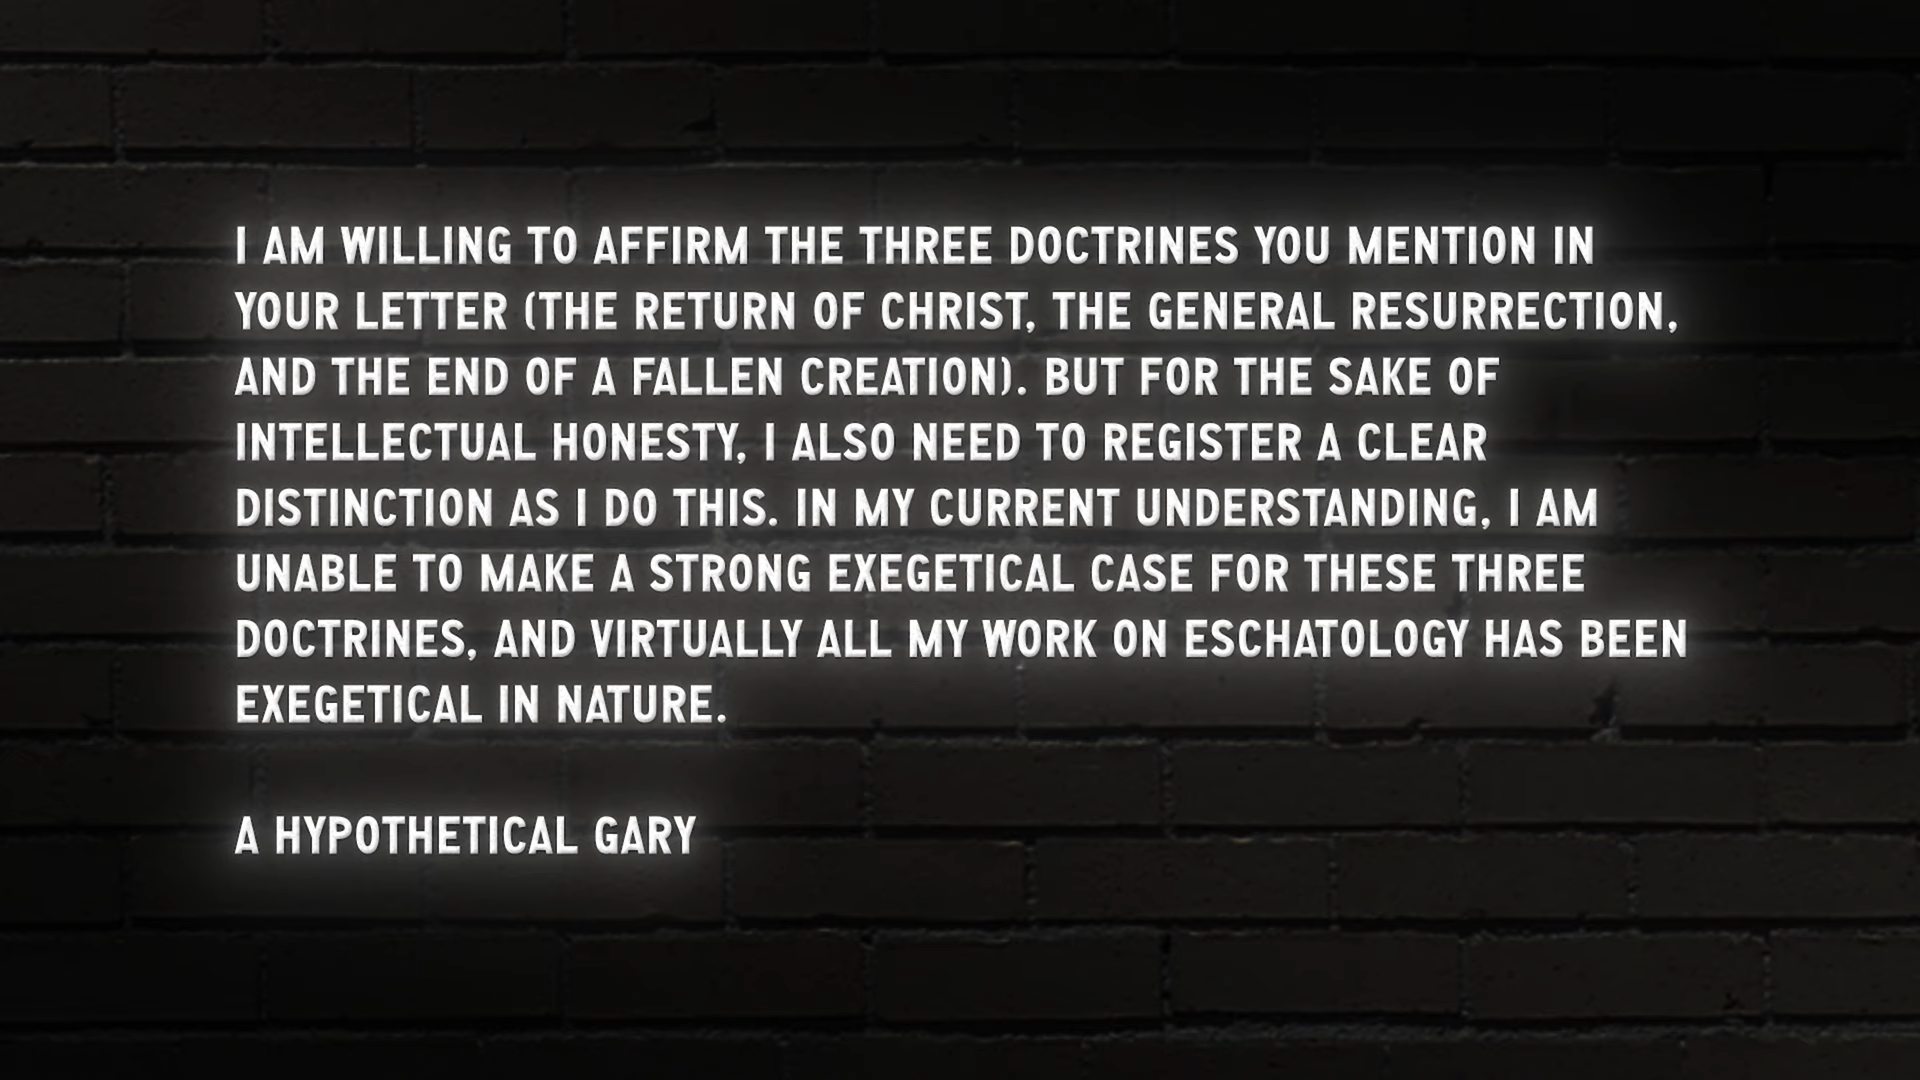 I AM WILLING TO AFFIRM THE THREE DOCTRINES YOU MENTION IN
YOUR LETTER (THE RETURN OF CHRIST, THE GENERAL RESURRECTION,
AND THE END OF A FALLEN CREATION). BUT FOR THE SAKE OF
INTELLECTUAL HONESTY, I ALSO NEED TO REGISTER A CLEAR
DISTINCTION AS I DO THIS. IN MY CURRENT UNDERSTANDING, I AM
UNABLE TO MAKE A STRONG EXEGETICAL CASE FOR THESE THREE
DOCTRINES, AND VIRTUALLY ALL MY WORK ON ESCHATOLOGY HAS BEEN
EXEGETICAL IN NATURE.
A HYPOTHETICAL GARY